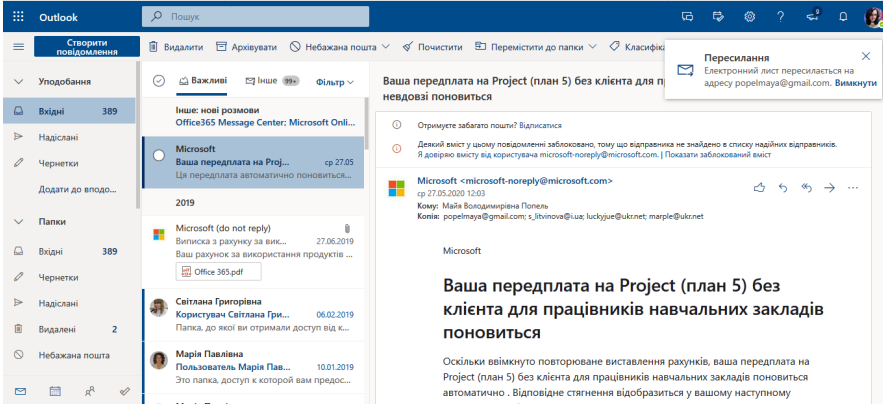 Outlook
Пошук
9
Створити повідомлення
Видалити
Архівувати
Небажана пошта
Почистити
Перемістити до папки
Класифіка
Пересилання
Електронний лист пересилається на
адресу popelmaya@gmail.com. Вимкнути
Уподобання
Вхідні 389
Надіслані
Чернетки
Додати до вподо...
Папки
Вхідні 389
Чернетки
Надіслані
Видалені 2
Небажана пошта
Важливі
Інше 99+
Фільтр
Інше: нові розмови
Office365 Message Center; Microsoft Onli...
Microsoft
Ваша передплата на Proj... ср 27.05
Ця передплата автоматично поновиться...
2019
Microsoft (do not reply)
Виписка з рахунку за вик... 27.06.2019
Ваш рахунок за використання продуктів ...
Office 365.pdf
Світлана Григорівна
Користувач Світлана Гри... 06.02.2019
Папка, до якої ви отримали доступ від к...
Марія Павлівна
Пользователь Марія Пав... 10.01.2019
Это папка, доступ к которой вам предос...
Ваша передплата на Project (план 5) без клієнта для п
невдовзі поновиться
Отримуєте забагато пошти? Відписатися
Деякий вміст у цьому повідомленні заблоковано, тому що відправника не знайдено в списку надійних відправників.
Я довіряю вмісту від користувача microsoft-noreply@microsoft.com. | Показати заблокований вміст
Microsoft <microsoft-noreply@microsoft.com>
ср 27.05.2020 12:03
Кому: Майя Володимирівна Попель
Копія: popelmaya@gmail.com; s_litvinova@i.ua; luckyjue@ukr.net; marple@ukr.net
Microsoft
Ваша передплата на Project (план 5) без
клієнта для працівників навчальних закладів
поновиться
Оскільки ввімкнуто повторюване виставлення рахунків, ваша передплата на
Project (план 5) без клієнта для працівників навчальних закладів поновиться
автоматично . Відповідне стягнення відобразиться у вашому наступному